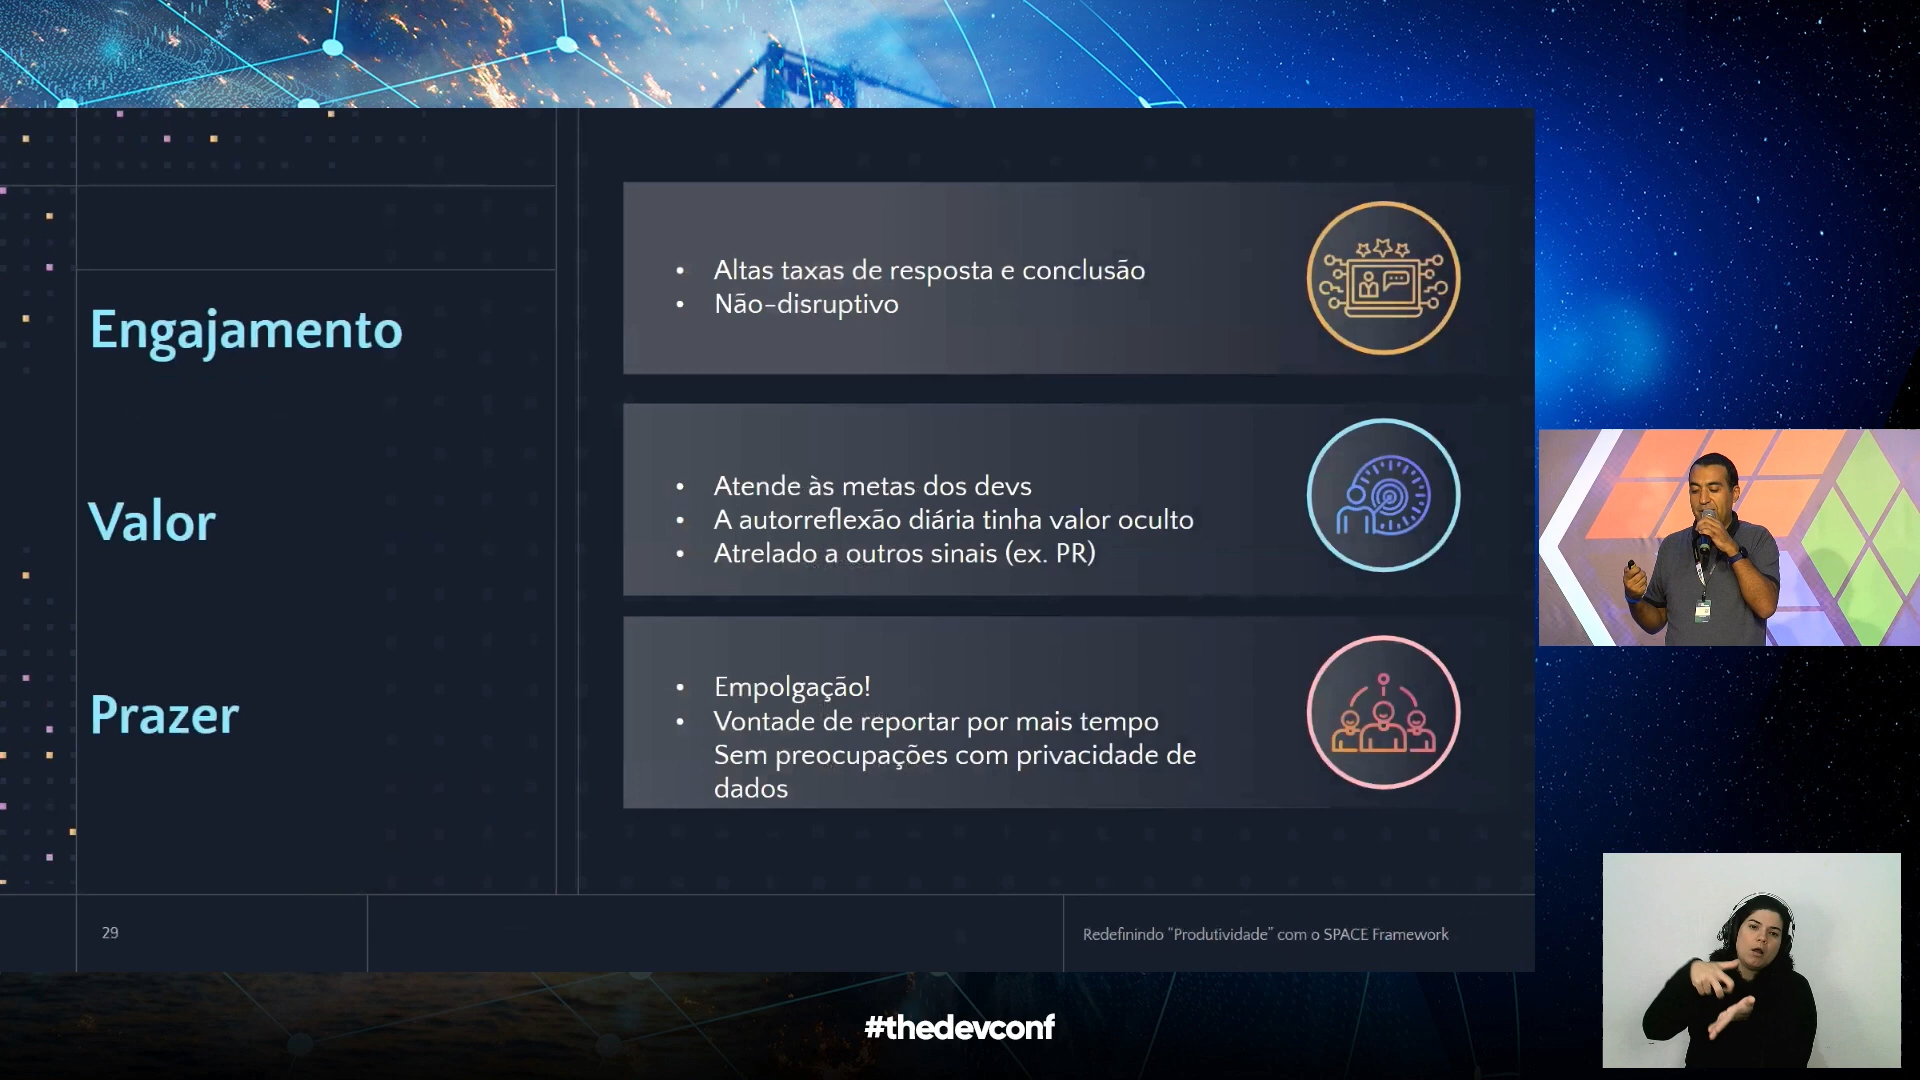 Engajamento
• Altas taxas de resposta e conclusão
• Não-disruptivo
Valor
• Atende às metas dos devs
• A autorreflexão diária tinha valor oculto
• Atrelado a outros sinais (ex. PR)
Prazer
• Empolgação!
• Vontade de reportar por mais tempo
Sem preocupações com privacidade de
dados
29
Redefinindo "Produtividade" com o SPACE Framework
#thedevconf